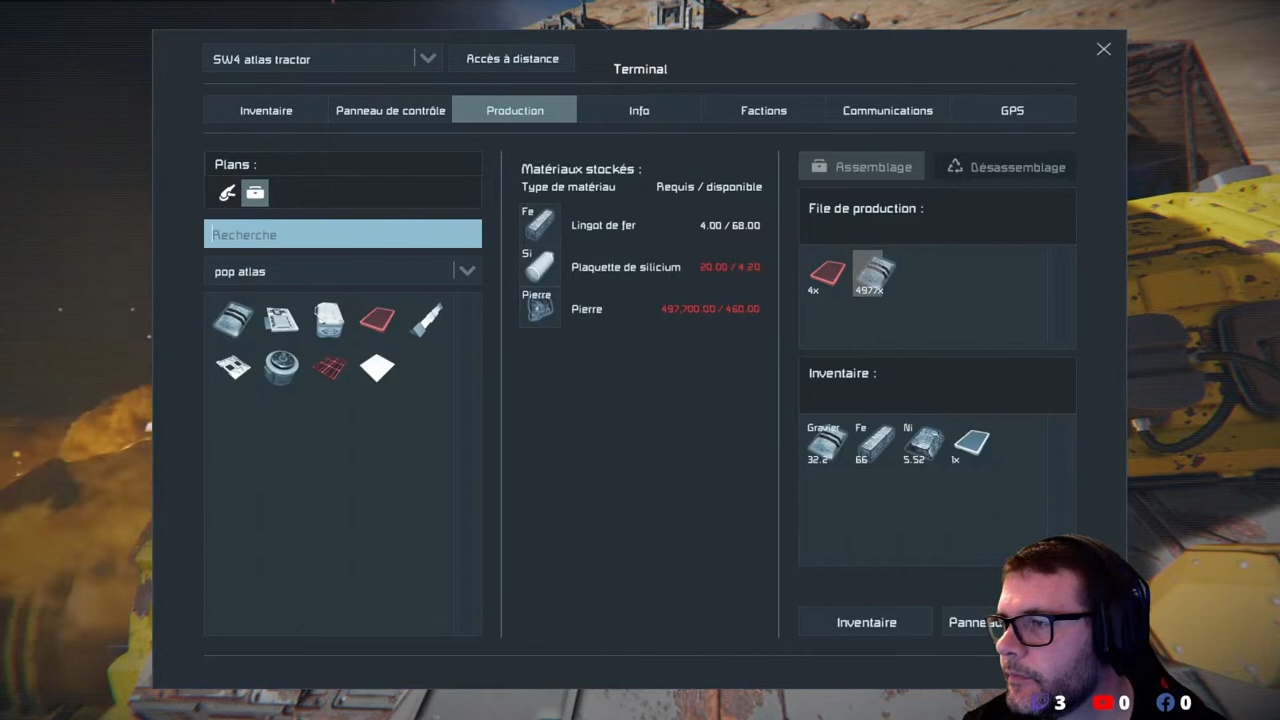 SW4 atlas tractor
Accès à distance
Terminal
Inventaire
Panneau de contrôle
Production
Info
Factions
Communications
GPS
Plans :
Recherche
pop atlas
Matériaux stockés :
Type de matériau
Requis / disponible
Fe
Lingot de fer
4.00 / 68.00
Si
Plaquette de silicium
20.00 / 4.20
Pierre
Pierre
497,700.00 / 460.00
Assemblage
Désassemblage
File de production :
4x
4977x
Inventaire :
Gravier
32.2
Fe
66
Ni
5.52
1x
Inventaire
3
0
0